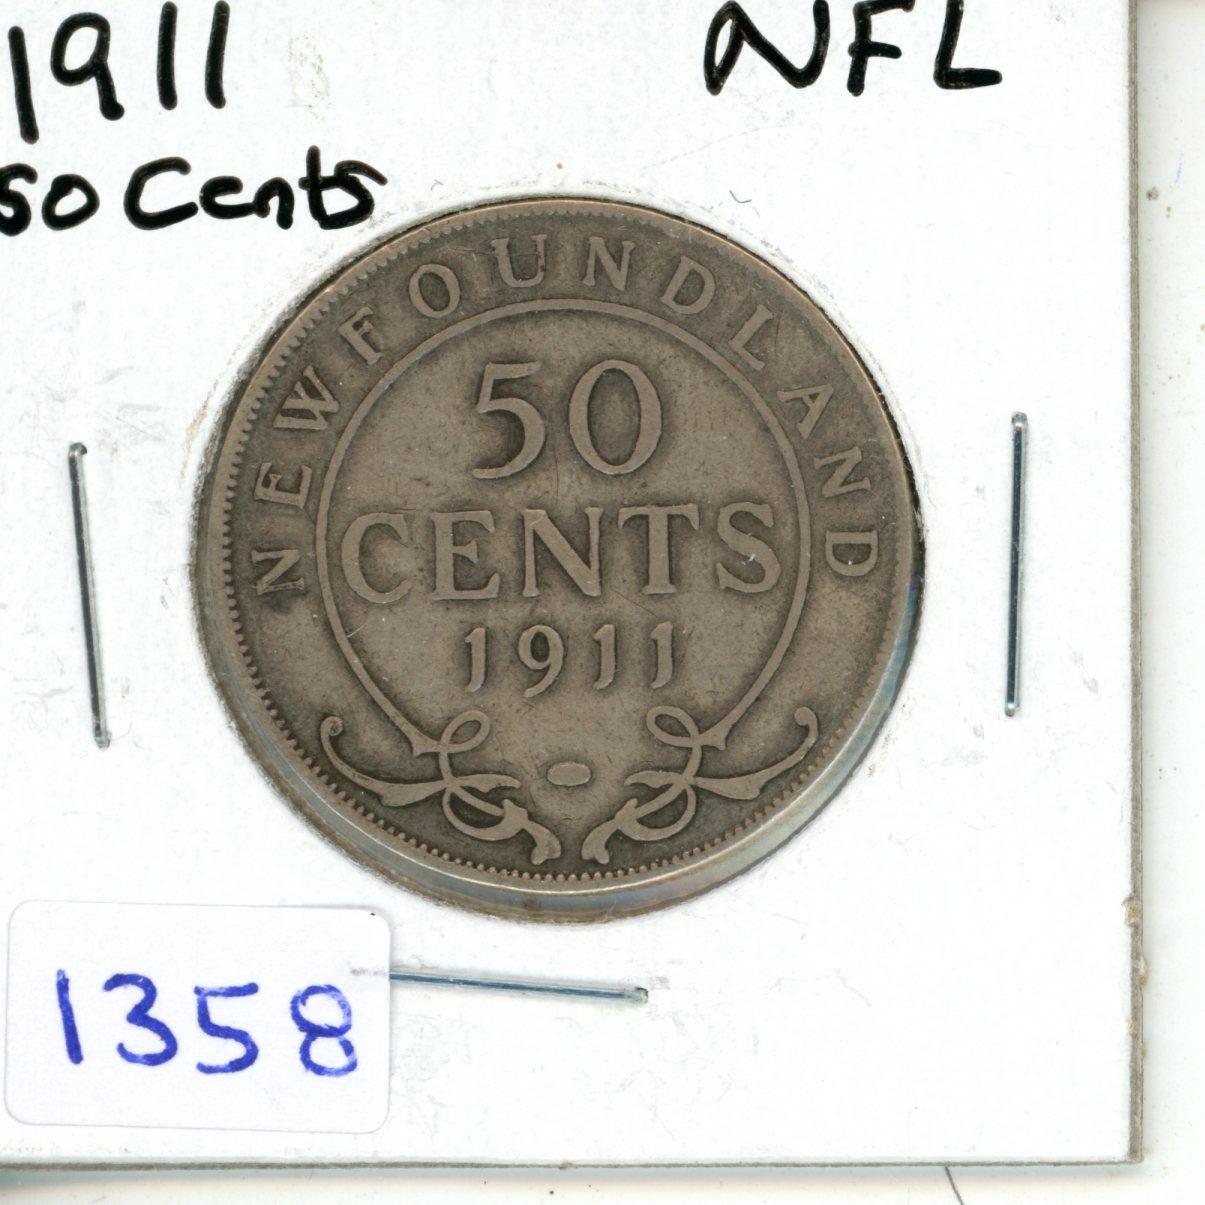 1911 NFL
50 Cents
NEWFOUNDLAND
50
CENTS
1911
1358